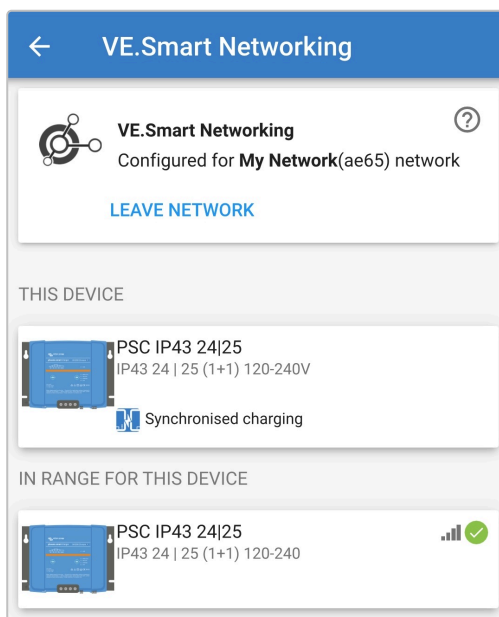 VE.Smart Networking
VE.Smart Networking
Configured for My Network(ae65) network
LEAVE NETWORK
THIS DEVICE
PSC IP43 24|25
IP43 24 | 25 (1+1) 120-240V
Synchronised charging
IN RANGE FOR THIS DEVICE
PSC IP43 24|25
IP43 24 | 25 (1+1) 120-240